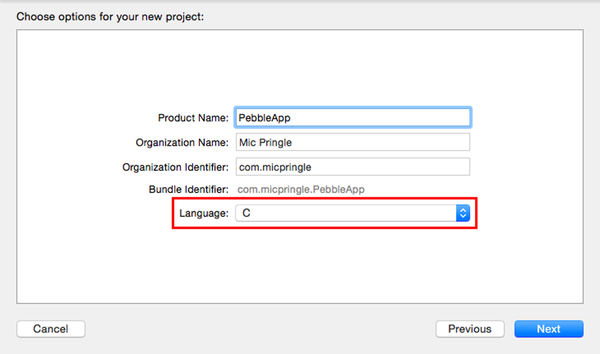 Choose options for your new project:
Product Name: PebbleApp
Organization Name: Mic Pringle
Organization Identifier: com.micpringle
Bundle Identifier: com.micpringle.PebbleApp
Language: C
Cancel Previous Next